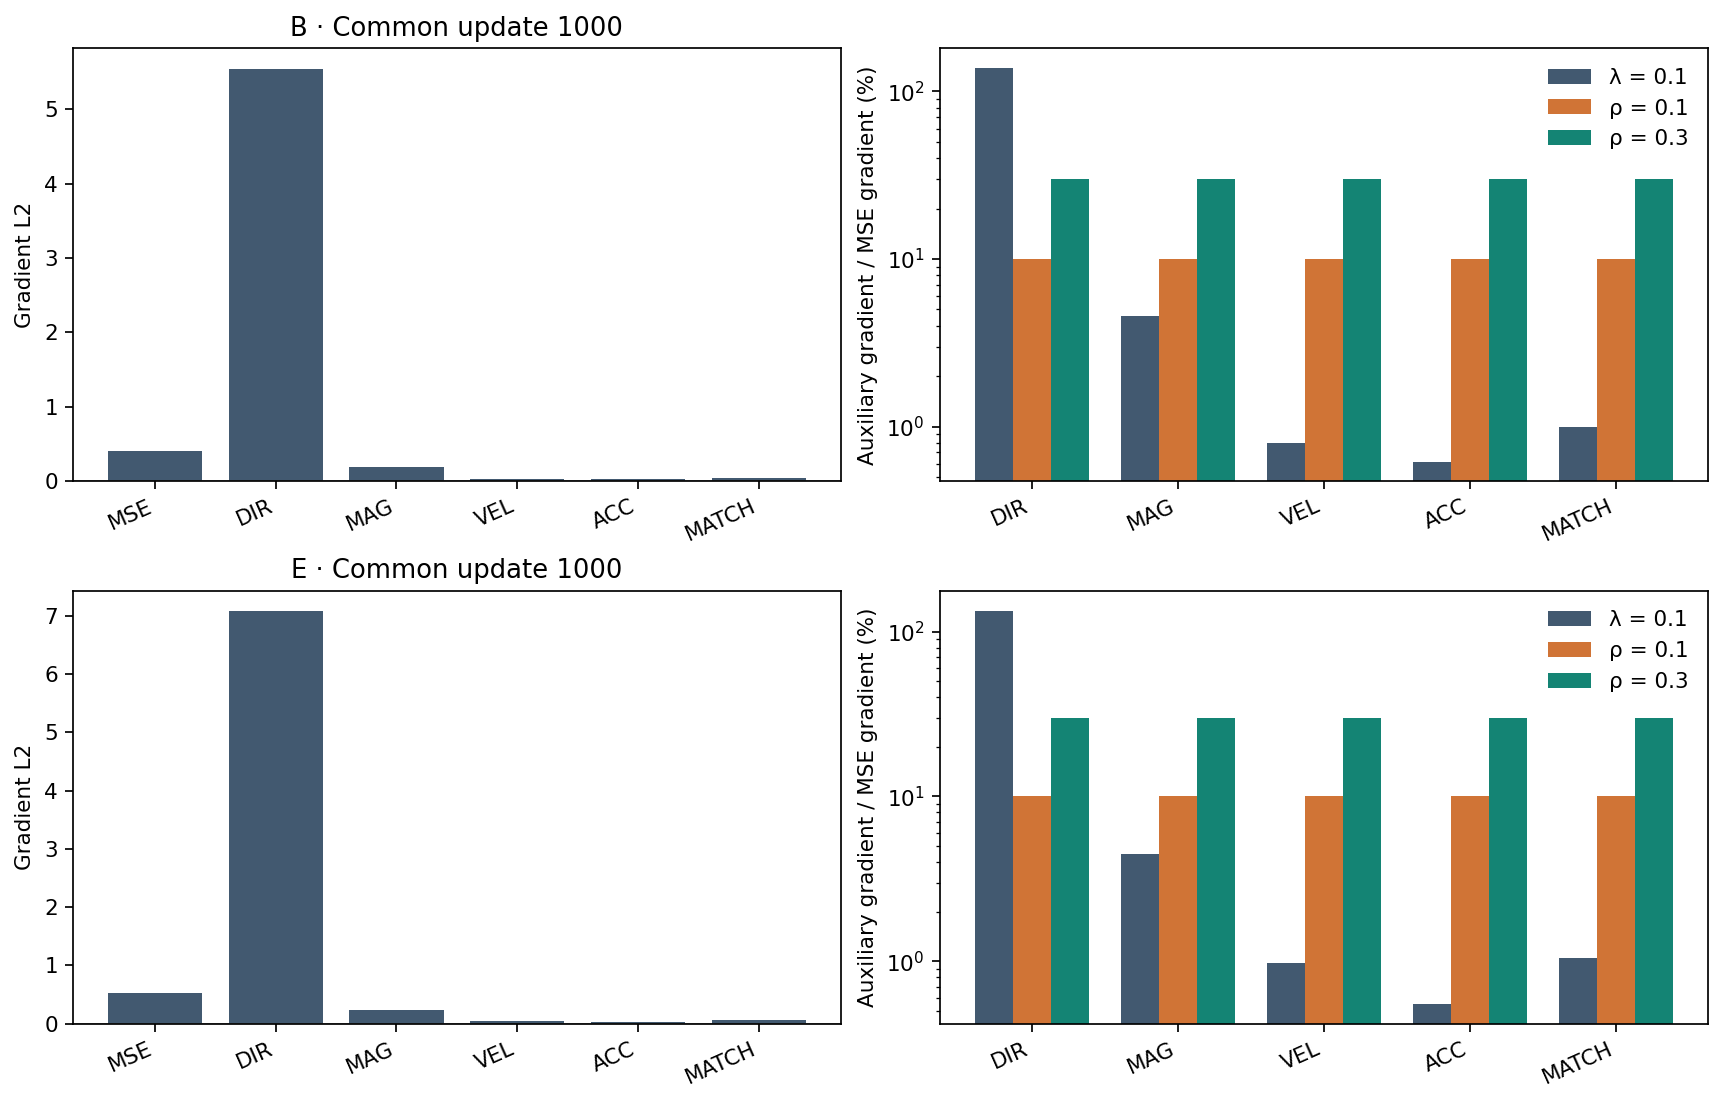 B · Common update 1000
Gradient L2
5
4
3
2
1
0
MSE
DIR
MAG
VEL
ACC
MATCH
Auxiliary gradient / MSE gradient (%)
10²
10¹
10⁰
λ = 0.1
ρ = 0.1
ρ = 0.3
DIR
MAG
VEL
ACC
MATCH
E · Common update 1000
Gradient L2
7
6
5
4
3
2
1
0
MSE
DIR
MAG
VEL
ACC
MATCH
Auxiliary gradient / MSE gradient (%)
10²
10¹
10⁰
λ = 0.1
ρ = 0.1
ρ = 0.3
DIR
MAG
VEL
ACC
MATCH